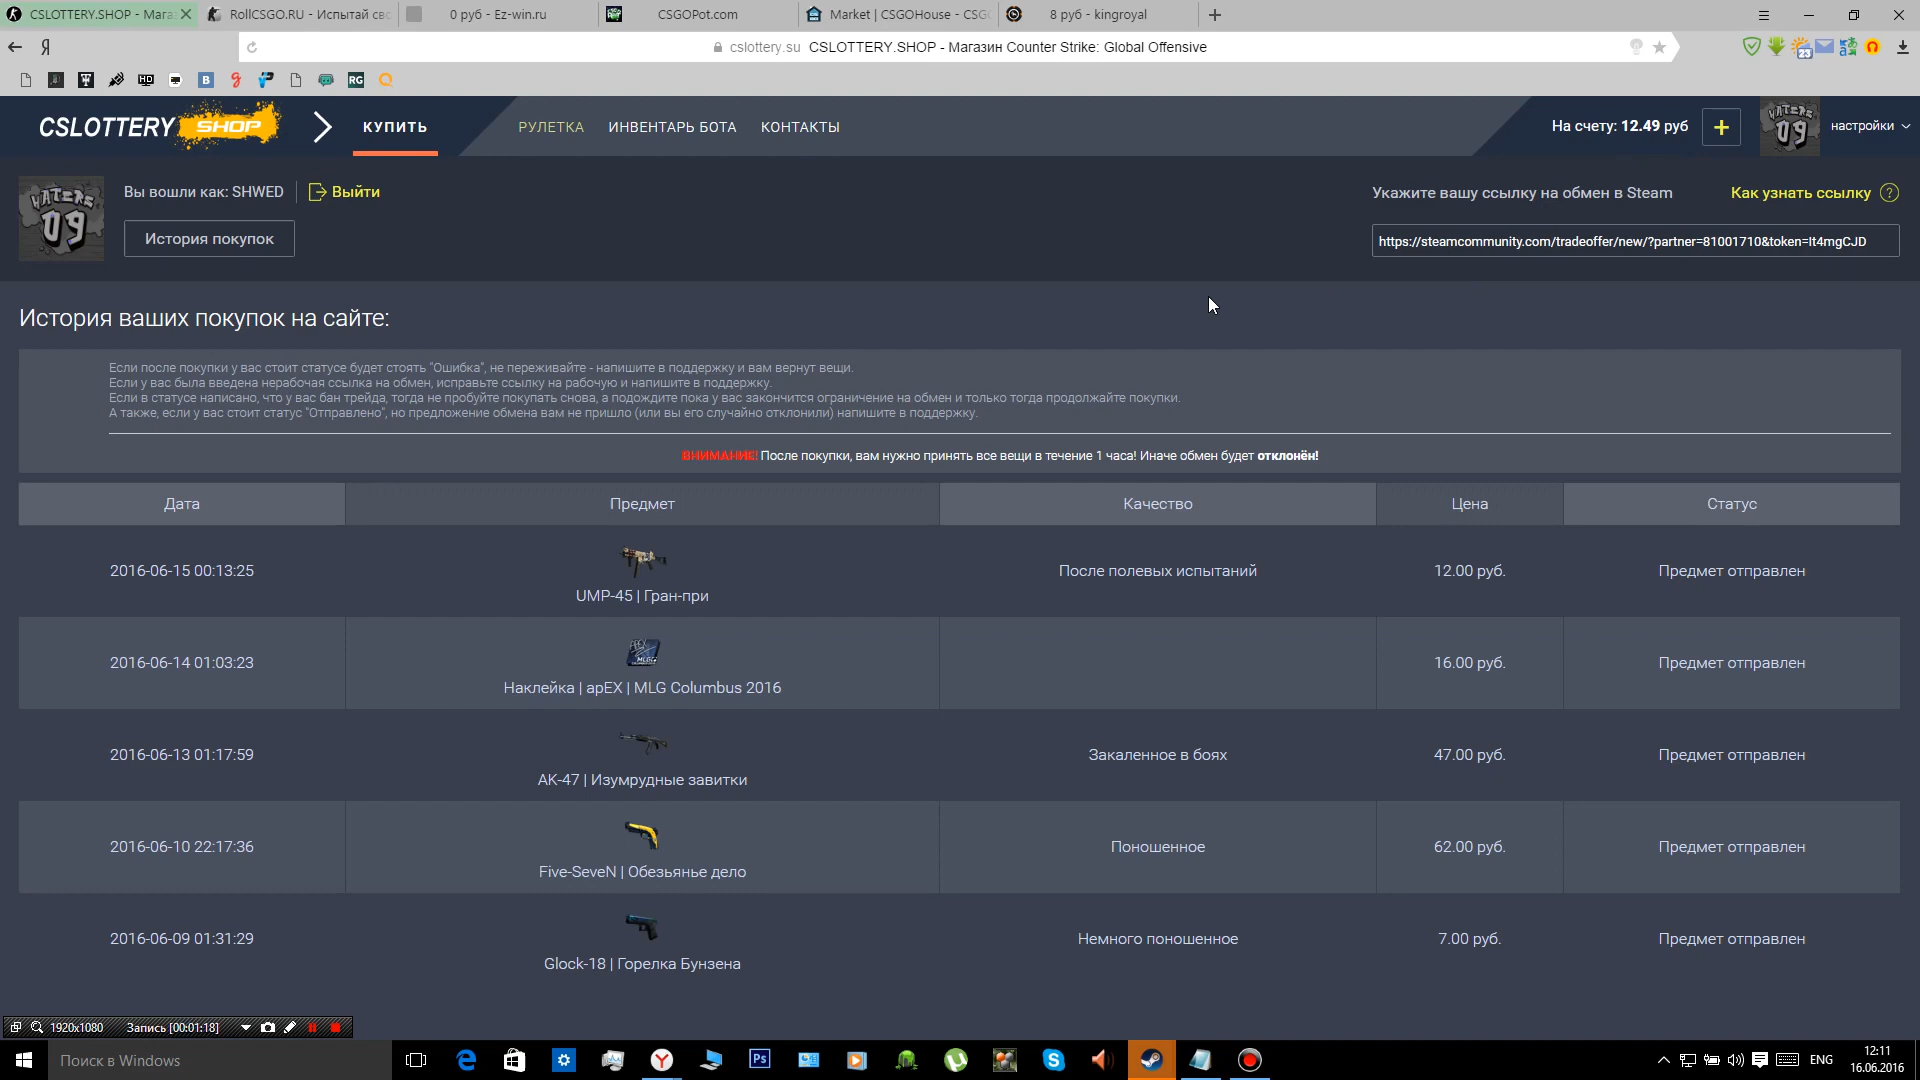 CSLOTTERY.SHOP - Мага
RollCSGO.RU - Испытай свс
0 руб - Ez-win.ru
CSGOPot.com
Market | CSGOHouse - CSGO
8 руб - kingroyal
cslottery.su CSLOTTERY.SHOP - Магазин Counter Strike: Global Offensive
23
HD
B
RG
CSLOTTERY SHOP
КУПИТЬ
РУЛЕТКА
ИНВЕНТАРЬ БОТА
КОНТАКТЫ
На счету: 12.49 руб
HATERS 09
настройки
HATERS 09
Вы вошли как: SHWED
Выйти
История покупок
Укажите вашу ссылку на обмен в Steam
Как узнать ссылку ?
https://steamcommunity.com/tradeoffer/new/?partner=81001710&token=It4mgCJD
История ваших покупок на сайте:
Если после покупки у вас стоит статусе будет стоять "Ошибка", не переживайте - напишите в поддержку и вам вернут вещи.
Если у вас была введена нерабочая ссылка на обмен, исправьте ссылку на рабочую и напишите в поддержку.
Если в статусе написано, что у вас бан трейда, тогда не пробуйте покупать снова, а подождите пока у вас закончится ограничение на обмен и только тогда продолжайте покупки.
А также, если у вас стоит статус "Отправлено", но предложение обмена вам не пришло (или вы его случайно отклонили) напишите в поддержку.
ВНИМАНИЕ! После покупки, вам нужно принять все вещи в течение 1 часа! Иначе обмен будет отклонён!
Дата Предмет Качество Цена Статус
2016-06-15 00:13:25 UMP-45 | Гран-при После полевых испытаний 12.00 руб. Предмет отправлен
2016-06-14 01:03:23 Наклейка | apEX | MLG Columbus 2016 16.00 руб. Предмет отправлен
2016-06-13 01:17:59 AK-47 | Изумрудные завитки Закаленное в боях 47.00 руб. Предмет отправлен
2016-06-10 22:17:36 Five-SeveN | Обезьянье дело Поношенное 62.00 руб. Предмет отправлен
2016-06-09 01:31:29 Glock-18 | Горелка Бунзена Немного поношенное 7.00 руб. Предмет отправлен
1920x1080 Запись [00:01:18]
Поиск в Windows
Ps
ENG
12:11
16.06.2016